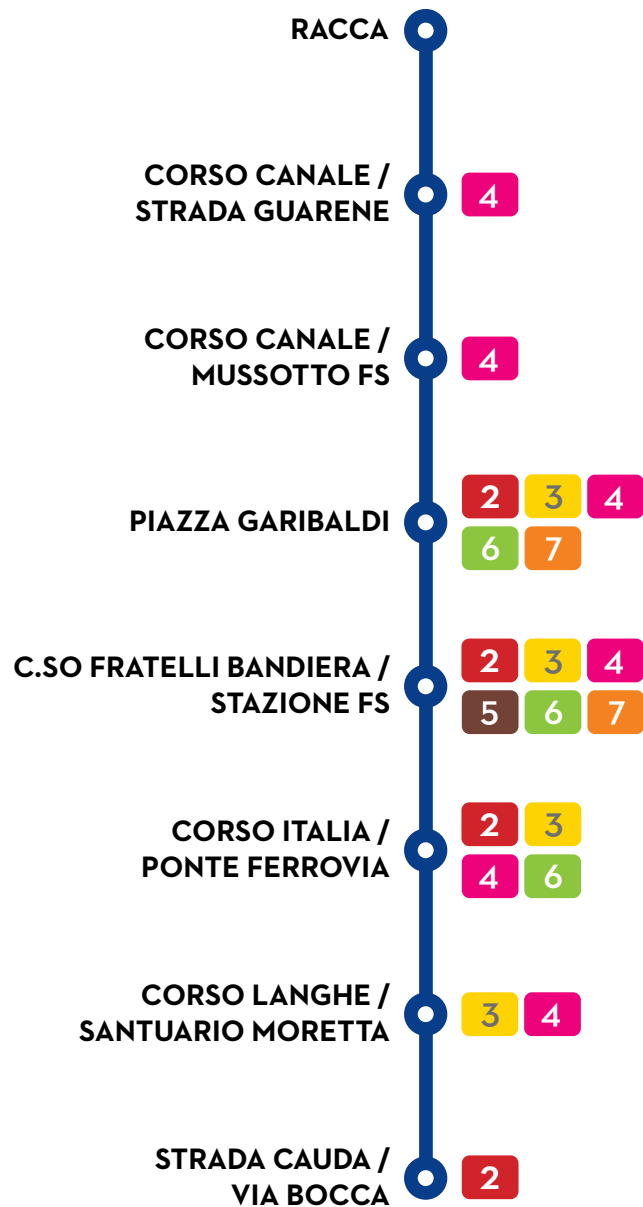 RACCA
CORSO CANALE /
STRADA GUARENE
4
CORSO CANALE /
MUSSOTTO FS
4
PIAZZA GARIBALDI
2 3 4
6 7
C.SO FRATELLI BANDIERA /
STAZIONE FS
2 3 4
5 6 7
CORSO ITALIA /
PONTE FERROVIA
2 3
4 6
CORSO LANGHE /
SANTUARIO MORETTA
3 4
STRADA CAUDA /
VIA BOCCA
2